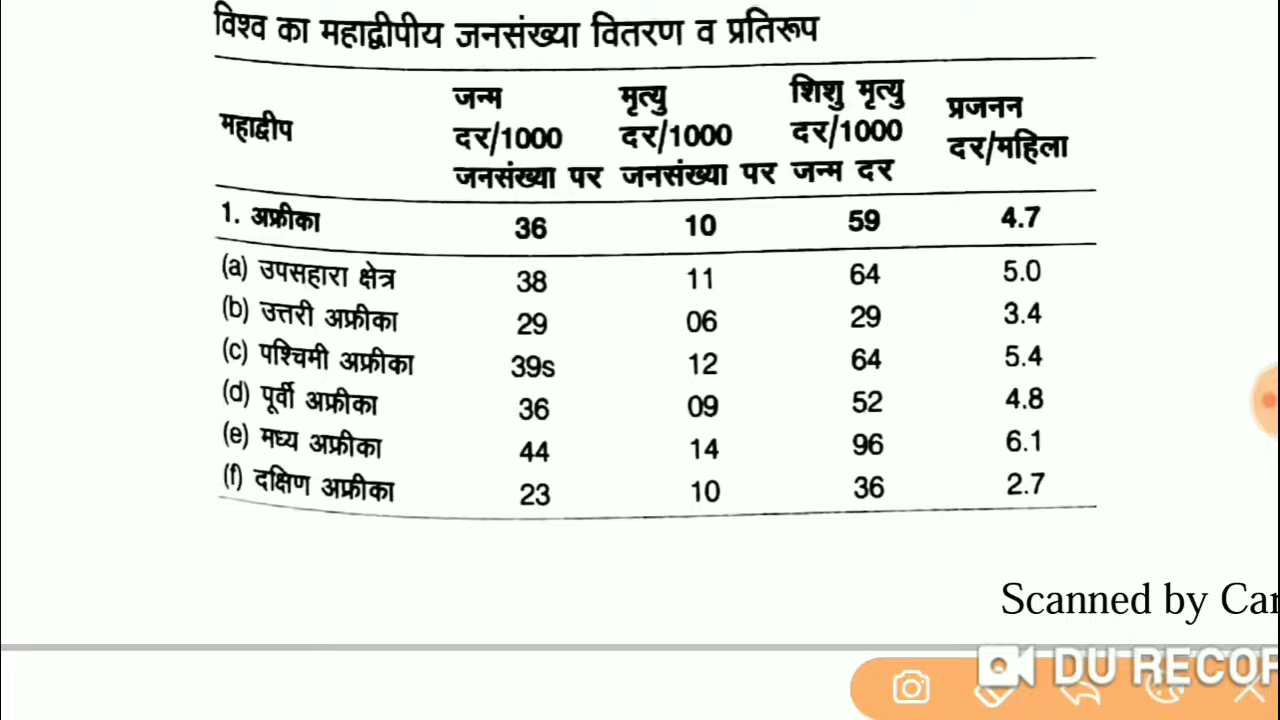 विश्व का महाद्वीपीय जनसंख्या वितरण व प्रतिरूप
महाद्वीप जन्म दर/1000 जनसंख्या पर मृत्यु दर/1000 जनसंख्या पर शिशु मृत्यु दर/1000 जन्म दर प्रजनन दर/महिला
1. अफ्रीका 36 10 59 4.7
(a) उपसहारा क्षेत्र 38 11 64 5.0
(b) उत्तरी अफ्रीका 29 06 29 3.4
(c) पश्चिमी अफ्रीका 39s 12 64 5.4
(d) पूर्वी अफ्रीका 36 09 52 4.8
(e) मध्य अफ्रीका 44 14 96 6.1
(f) दक्षिण अफ्रीका 23 10 36 2.7
Scanned by Ca
DU RECOR